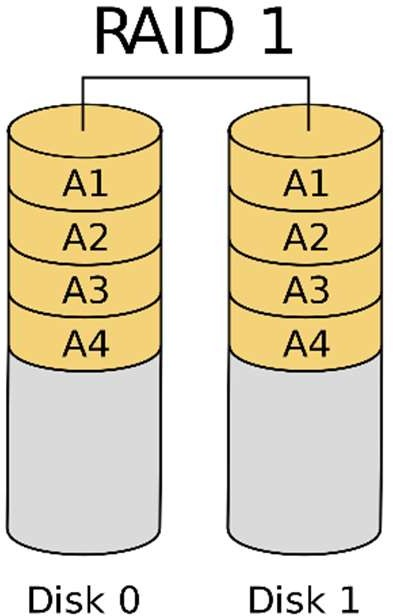 RAID 1
A1 A1
A2 A2
A3 A3
A4 A4
Disk 0 Disk 1